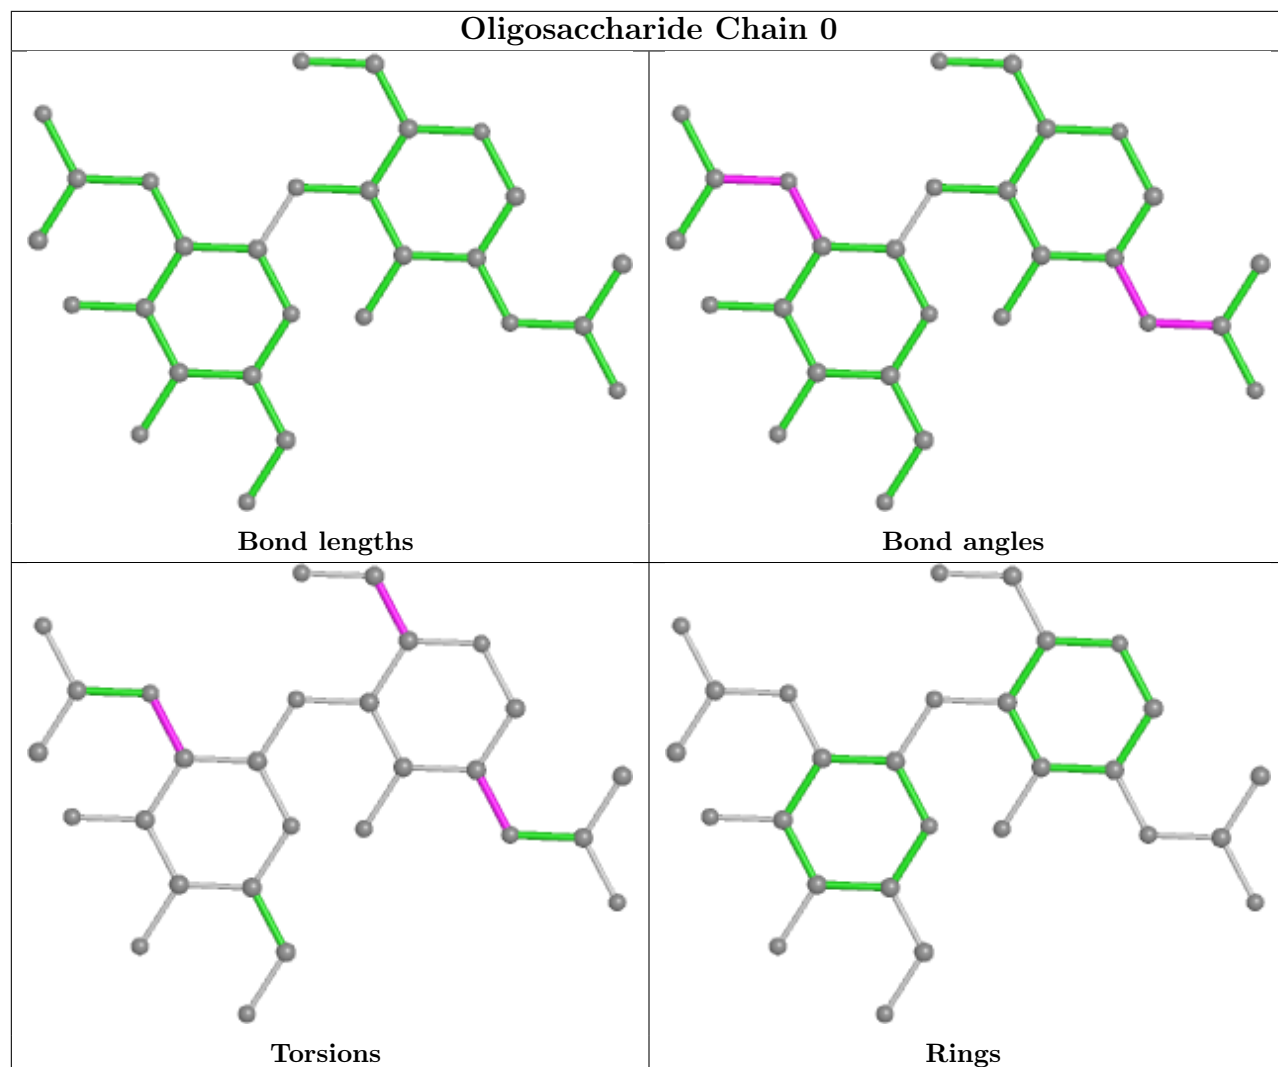 Oligosaccharide Chain 0
Bond lengths
Bond angles
Torsions
Rings